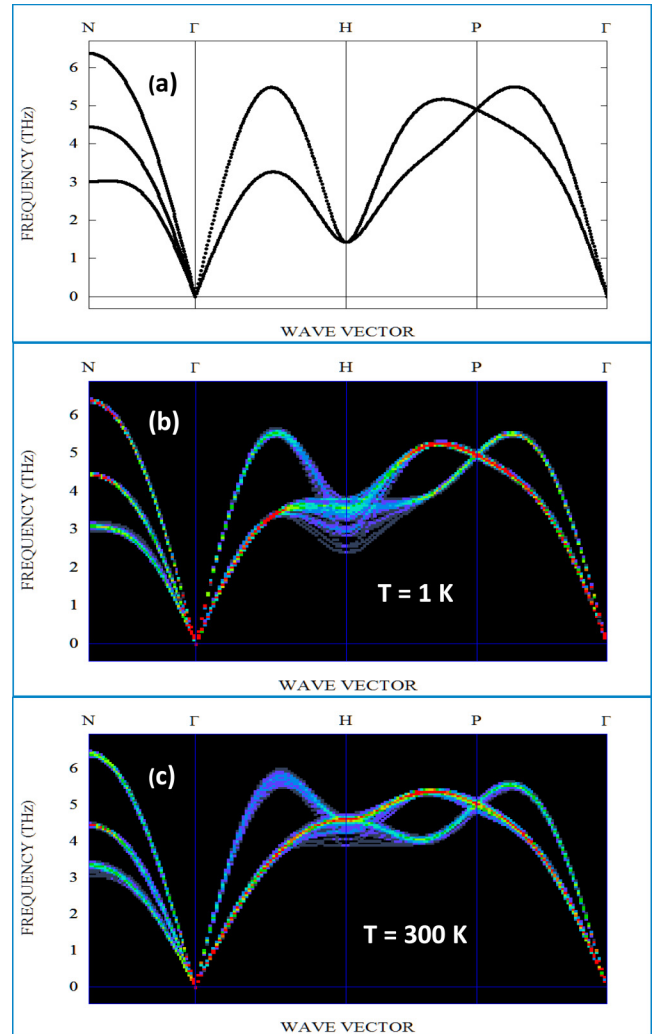 N Γ H P Γ
(a)
FREQUENCY (THz)
6
5
4
3
2
1
0
WAVE VECTOR
N Γ H P Γ
(b)
FREQUENCY (THz)
6
5
4
3
2
1
0
T = 1 K
WAVE VECTOR
N Γ H P Γ
(c)
FREQUENCY (THz)
6
5
4
3
2
1
0
T = 300 K
WAVE VECTOR